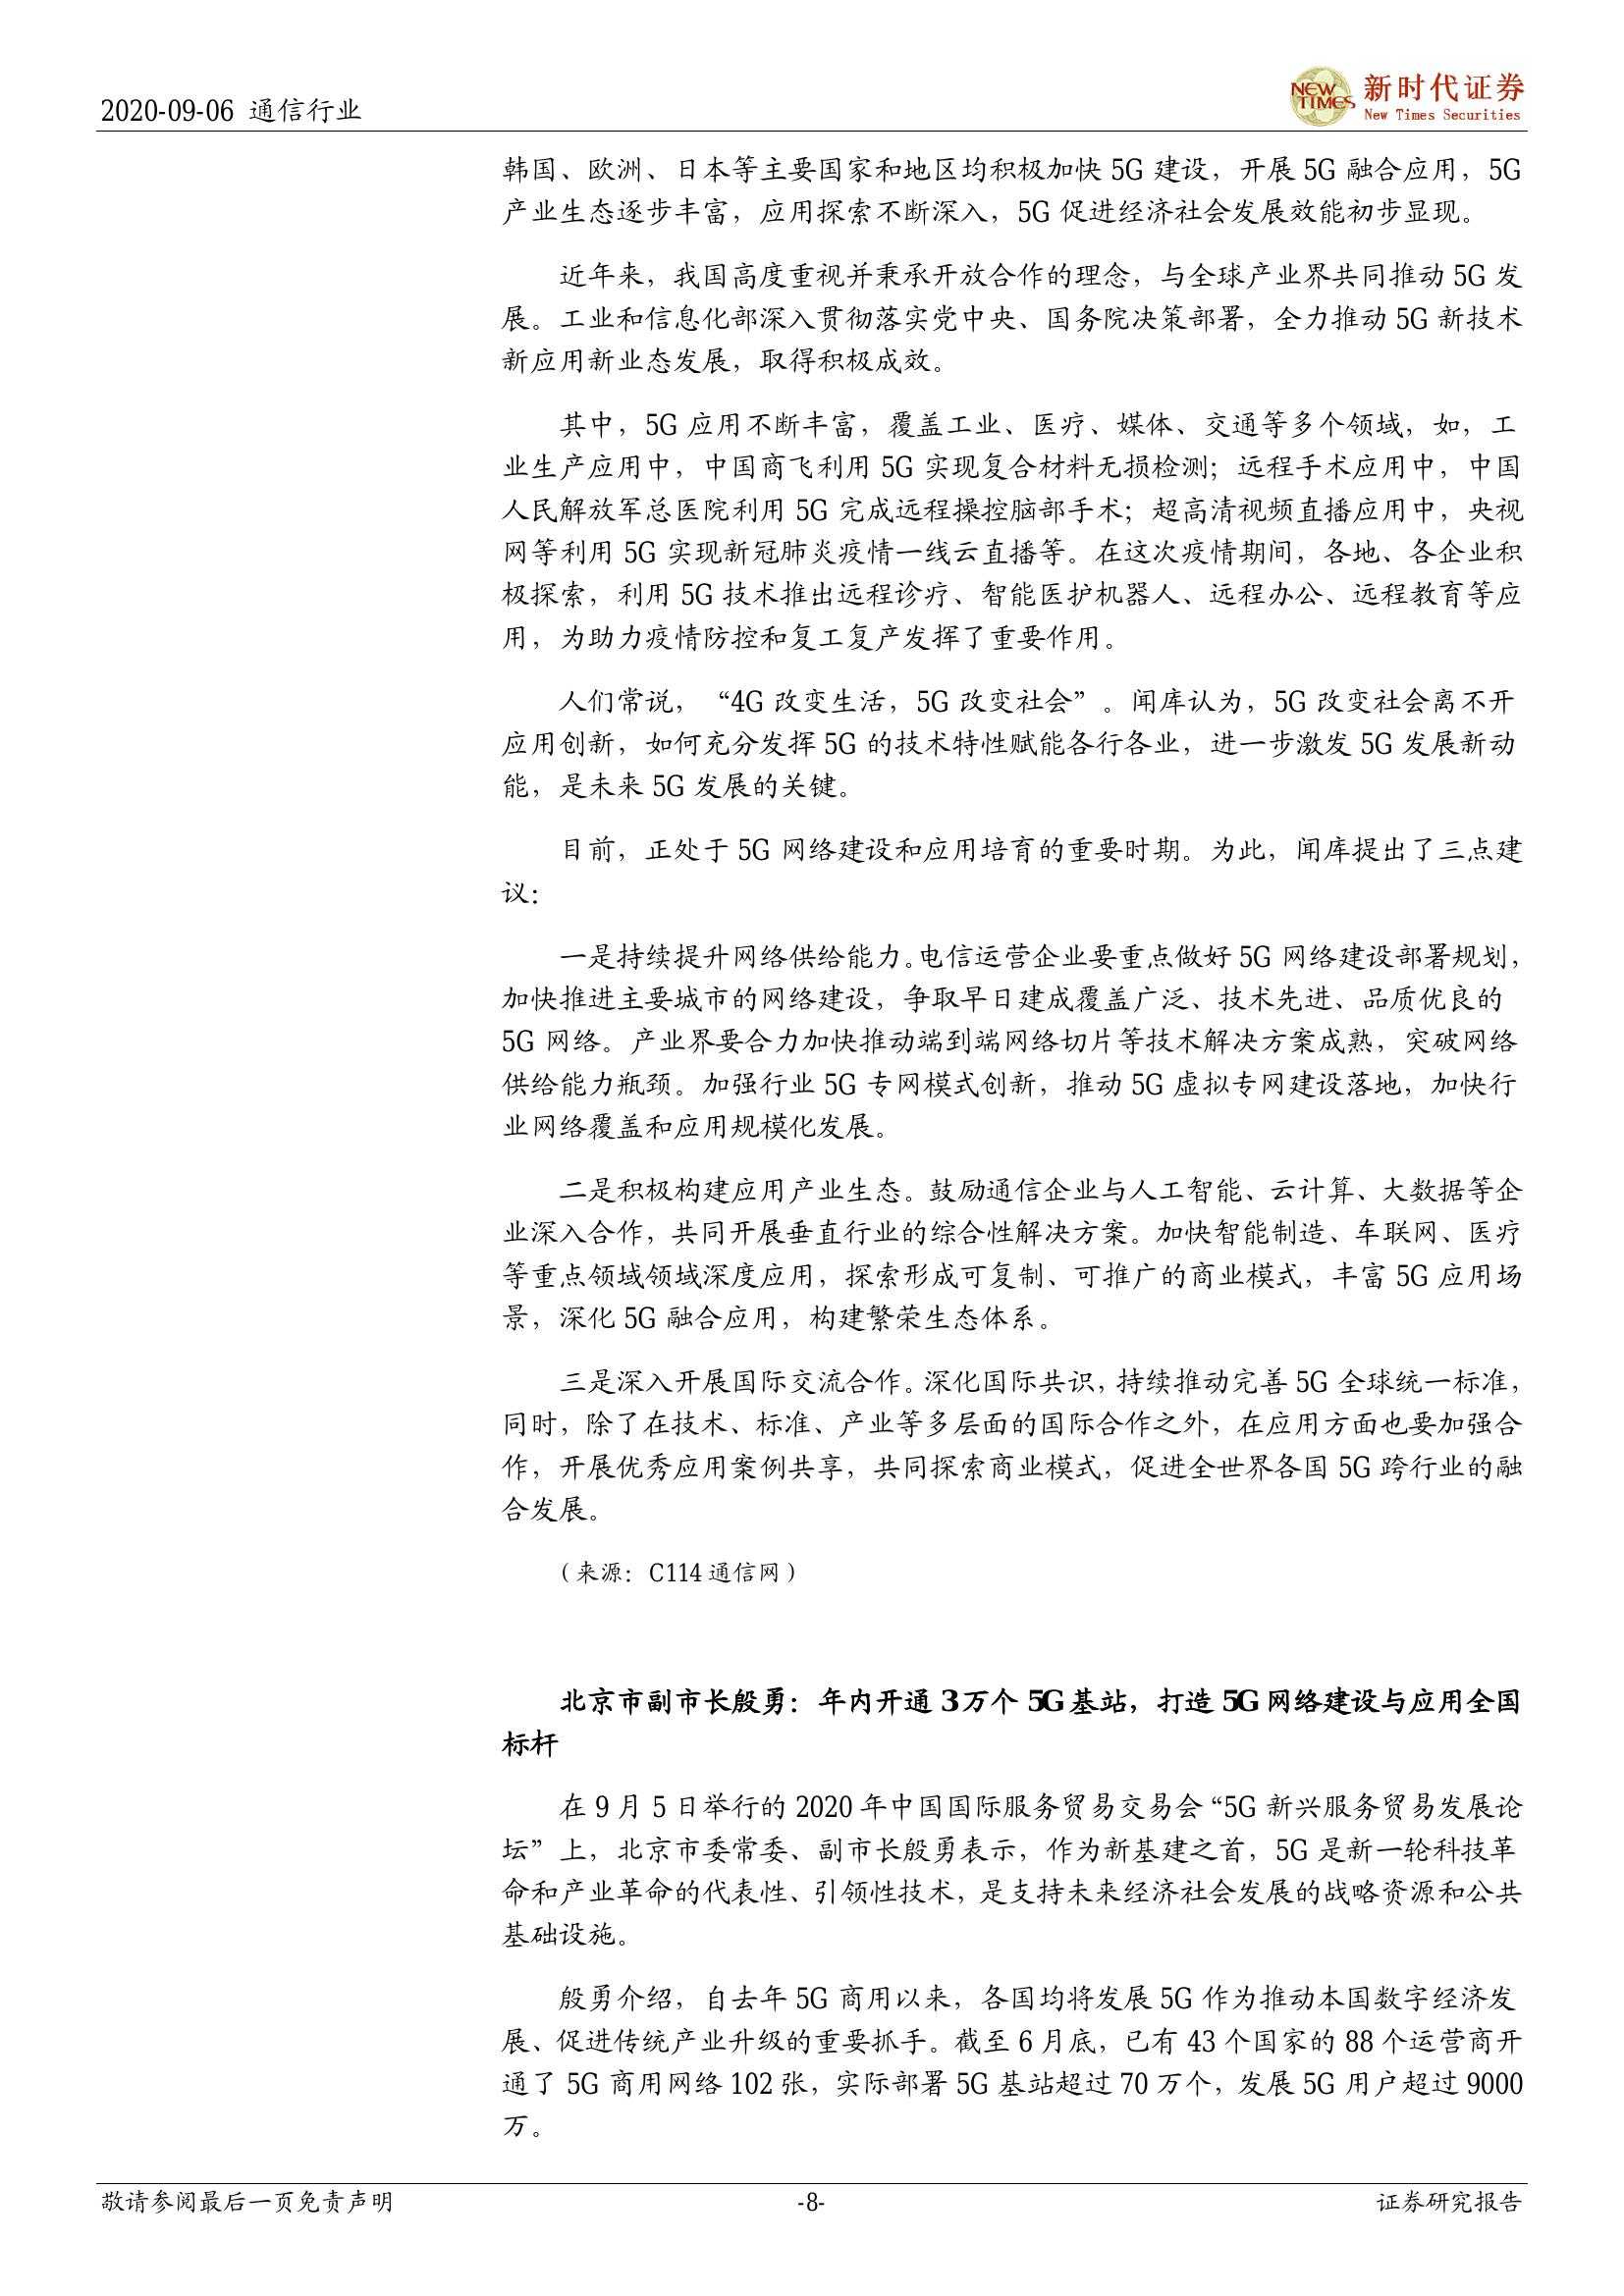 2020-09-06 通信行业
NEW TIMES
新时代证券
New Times Securities
韩国、欧洲、日本等主要国家和地区均积极加快 5G 建设，开展 5G 融合应用，5G
产业生态逐步丰富，应用探索不断深入，5G 促进经济社会发展效能初步显现。
近年来，我国高度重视并秉承开放合作的理念，与全球产业界共同推动 5G 发
展。工业和信息化部深入贯彻落实党中央、国务院决策部署，全力推动 5G 新技术
新应用新业态发展，取得积极成效。
其中，5G 应用不断丰富，覆盖工业、医疗、媒体、交通等多个领域，如，工
业生产应用中，中国商飞利用 5G 实现复合材料无损检测；远程手术应用中，中国
人民解放军总医院利用 5G 完成远程操控脑部手术；超高清视频直播应用中，央视
网等利用 5G 实现新冠肺炎疫情一线云直播等。在这次疫情期间，各地、各企业积
极探索，利用 5G 技术推出远程诊疗、智能医护机器人、远程办公、远程教育等应
用，为助力疫情防控和复工复产发挥了重要作用。
人们常说，“4G 改变生活，5G 改变社会”。闻库认为，5G 改变社会离不开
应用创新，如何充分发挥 5G 的技术特性赋能各行各业，进一步激发 5G 发展新动
能，是未来 5G 发展的关键。
目前，正处于 5G 网络建设和应用培育的重要时期。为此，闻库提出了三点建
议：
一是持续提升网络供给能力。电信运营企业要重点做好 5G 网络建设部署规划，
加快推进主要城市的网络建设，争取早日建成覆盖广泛、技术先进、品质优良的
5G 网络。产业界要合力加快推动端到端网络切片等技术解决方案成熟，突破网络
供给能力瓶颈。加强行业 5G 专网模式创新，推动 5G 虚拟专网建设落地，加快行
业网络覆盖和应用规模化发展。
二是积极构建应用产业生态。鼓励通信企业与人工智能、云计算、大数据等企
业深入合作，共同开展垂直行业的综合性解决方案。加快智能制造、车联网、医疗
等重点领域领域深度应用，探索形成可复制、可推广的商业模式，丰富 5G 应用场
景，深化 5G 融合应用，构建繁荣生态体系。
三是深入开展国际交流合作。深化国际共识，持续推动完善 5G 全球统一标准，
同时，除了在技术、标准、产业等多层面的国际合作之外，在应用方面也要加强合
作，开展优秀应用案例共享，共同探索商业模式，促进全世界各国 5G 跨行业的融
合发展。
（来源：C114 通信网）
北京市副市长殷勇：年内开通 3 万个 5G 基站，打造 5G 网络建设与应用全国
标杆
在 9 月 5 日举行的 2020 年中国国际服务贸易交易会“5G 新兴服务贸易发展论
坛”上，北京市委常委、副市长殷勇表示，作为新基建之首，5G 是新一轮科技革
命和产业革命的代表性、引领性技术，是支持未来经济社会发展的战略资源和公共
基础设施。
殷勇介绍，自去年 5G 商用以来，各国均将发展 5G 作为推动本国数字经济发
展、促进传统产业升级的重要抓手。截至 6 月底，已有 43 个国家的 88 个运营商开
通了 5G 商用网络 102 张，实际部署 5G 基站超过 70 万个，发展 5G 用户超过 9000
万。
敬请参阅最后一页免责声明
-8-
证券研究报告